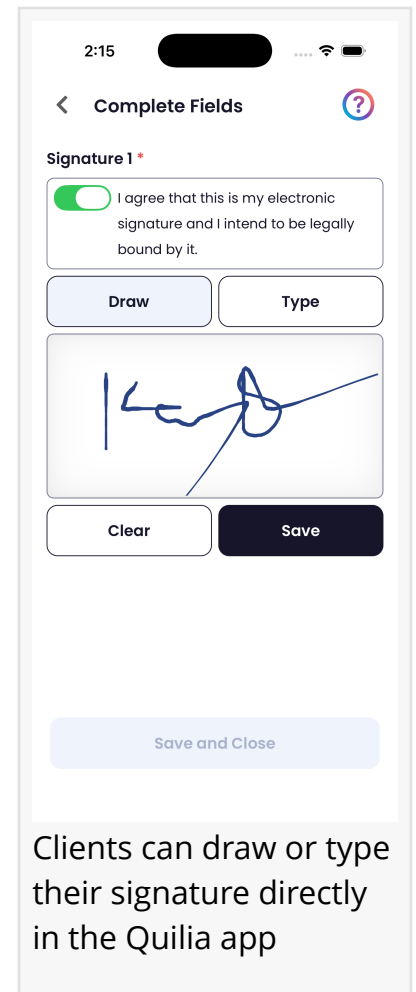 2:15
Complete Fields
?
Signature 1 *
I agree that this is my electronic
signature and I intend to be legally
bound by it.
Draw
Type
Clear
Save
Save and Close
Clients can draw or type
their signature directly
in the Quilia app